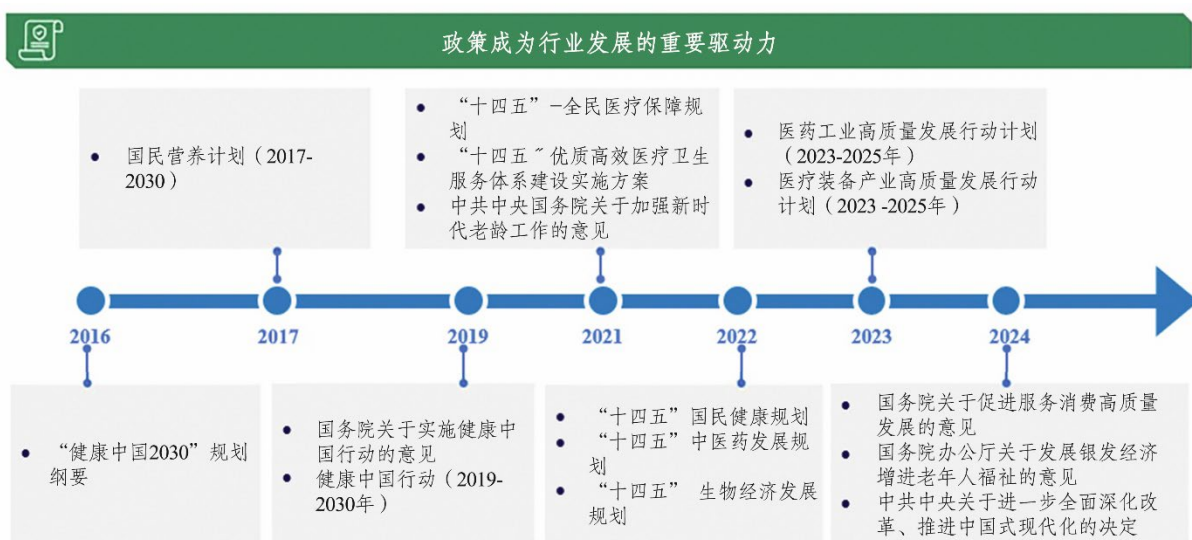 政策成为行业发展的重要驱动力
• 国民营养计划（2017-
2030）
• “十四五”—全民医疗保障规
划
• “十四五〞优质高效医疗卫生
服务体系建设实施方案
• 中共中央国务院关于加强新时
代老龄工作的意见
• 医药工业高质量发展行动计划
（2023-2025年）
• 医疗装备产业高质量发展行动
计划（2023 -2025年）
2016
2017
2019
2021
2022
2023
2024
• “健康中国2030”规划
纲要
• 国务院关于实施健康中
国行动的意见
• 健康中国行动（2019-
2030年）
• “十四五”国民健康规划
• “十四五”中医药发展规
划
• “十四五” 生物经济发展
规划
• 国务院关于促进服务消费高质量
发展的意见
• 国务院办公厅关于发展银发经济
增进老年人福祉的意见
• 中共中央关于进一步全面深化改
革、推进中国式现代化的决定